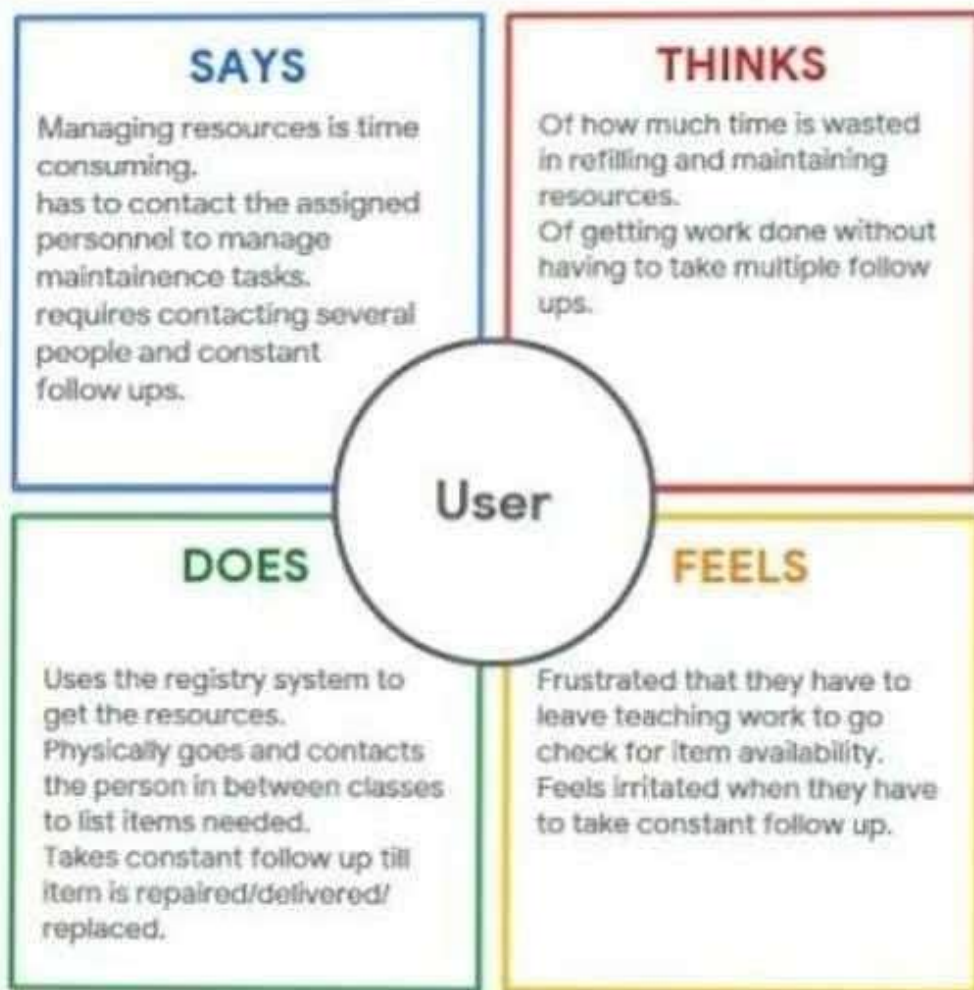 SAYS
Managing resources is time
consuming.
has to contact the assigned
personnel to manage
maintainence tasks.
requires contacting several
people and constant
follow ups.
THINKS
Of how much time is wasted
in refilling and maintaining
resources.
Of getting work done without
having to take multiple follow
ups.
User
DOES
Uses the registry system to
get the resources.
Physically goes and contacts
the person in between classes
to list items needed.
Takes constant follow up till
item is repaired/delivered/
replaced.
FEELS
Frustrated that they have to
leave teaching work to go
check for item availability.
Feels irritated when they have
to take constant follow up.